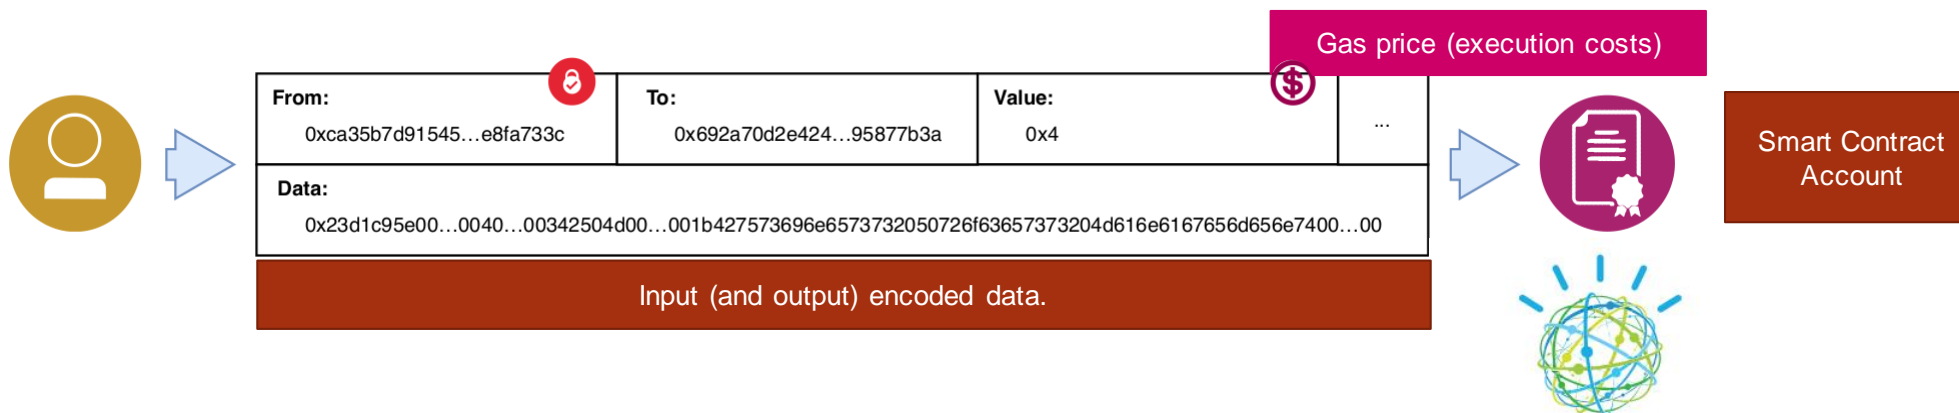 Gas price (execution costs)
From:
0xca35b7d91545…e8fa733c
To:
0x692a70d2e424…95877b3a
Value:
0x4
...
Data:
0x23d1c95e00…0040…00342504d00…001b427573696e6573732050726f63657373204d616e6167656d656e7400…00
Input (and output) encoded data.
Smart Contract
Account